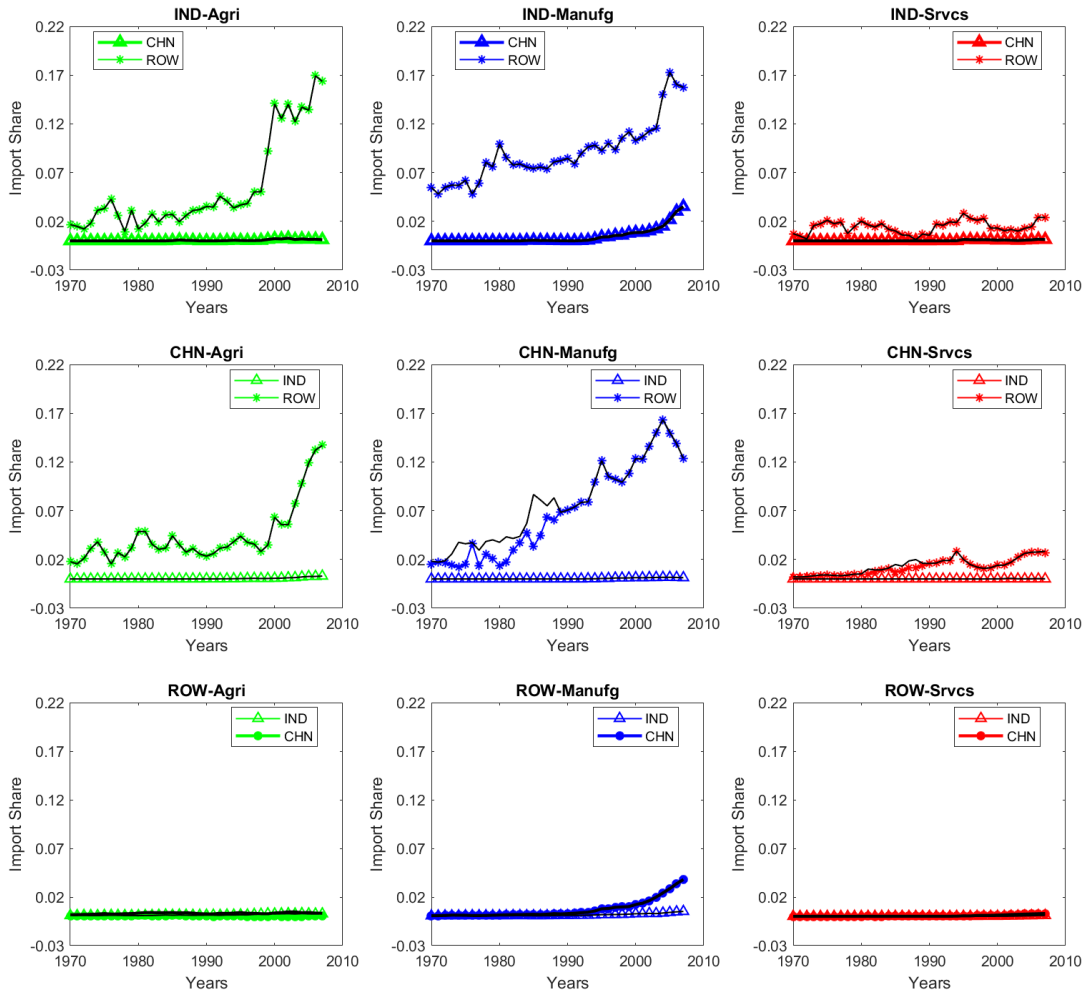 IND-Agri
CHN
ROW
Import Share
0.22
0.17
0.12
0.07
0.02
-0.03
1970 1980 1990 2000 2010
Years
IND-Manufg
CHN
ROW
Import Share
0.22
0.17
0.12
0.07
0.02
-0.03
1970 1980 1990 2000 2010
Years
IND-Srvcs
CHN
ROW
Import Share
0.22
0.17
0.12
0.07
0.02
-0.03
1970 1980 1990 2000 2010
Years
CHN-Agri
IND
ROW
Import Share
0.22
0.17
0.12
0.07
0.02
-0.03
1970 1980 1990 2000 2010
Years
CHN-Manufg
IND
ROW
Import Share
0.22
0.17
0.12
0.07
0.02
-0.03
1970 1980 1990 2000 2010
Years
CHN-Srvcs
IND
ROW
Import Share
0.22
0.17
0.12
0.07
0.02
-0.03
1970 1980 1990 2000 2010
Years
ROW-Agri
IND
CHN
Import Share
0.22
0.17
0.12
0.07
0.02
-0.03
1970 1980 1990 2000 2010
Years
ROW-Manufg
IND
CHN
Import Share
0.22
0.17
0.12
0.07
0.02
-0.03
1970 1980 1990 2000 2010
Years
ROW-Srvcs
IND
CHN
Import Share
0.22
0.17
0.12
0.07
0.02
-0.03
1970 1980 1990 2000 2010
Years